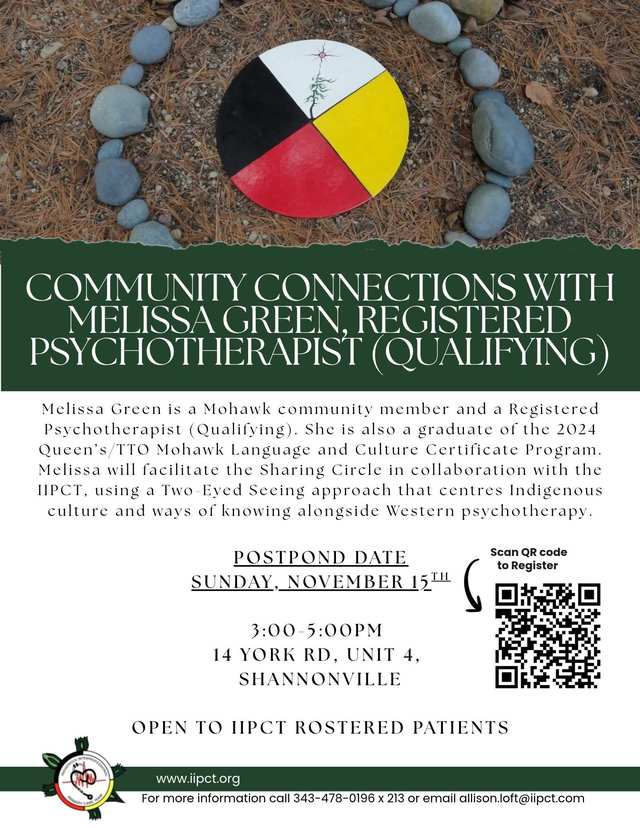 COMMUNITY CONNECTIONS WITH
MELISSA GREEN, REGISTERED
PSYCHOTHERAPIST (QUALIFYING)
Melissa Green is a Mohawk community member and a Registered
Psychotherapist (Qualifying). She is also a graduate of the 2024
Queen's/TTO Mohawk Language and Culture Certificate Program.
Melissa will facilitate the Sharing Circle in collaboration with the
IIPCT, using a Two-Eyed Seeing approach that centres Indigenous
culture and ways of knowing alongside Western psychotherapy.
POSTPOND DATE
SUNDAY, NOVEMBER 15TH
Scan QR code
to Register
3:00-5:00PM
14 YORK RD, UNIT 4,
SHANNONVILLE
OPEN TO IIPCT ROSTERED PATIENTS
www.iipct.org
For more information call 343-478-0196 x 213 or email allison.loft@iipct.com